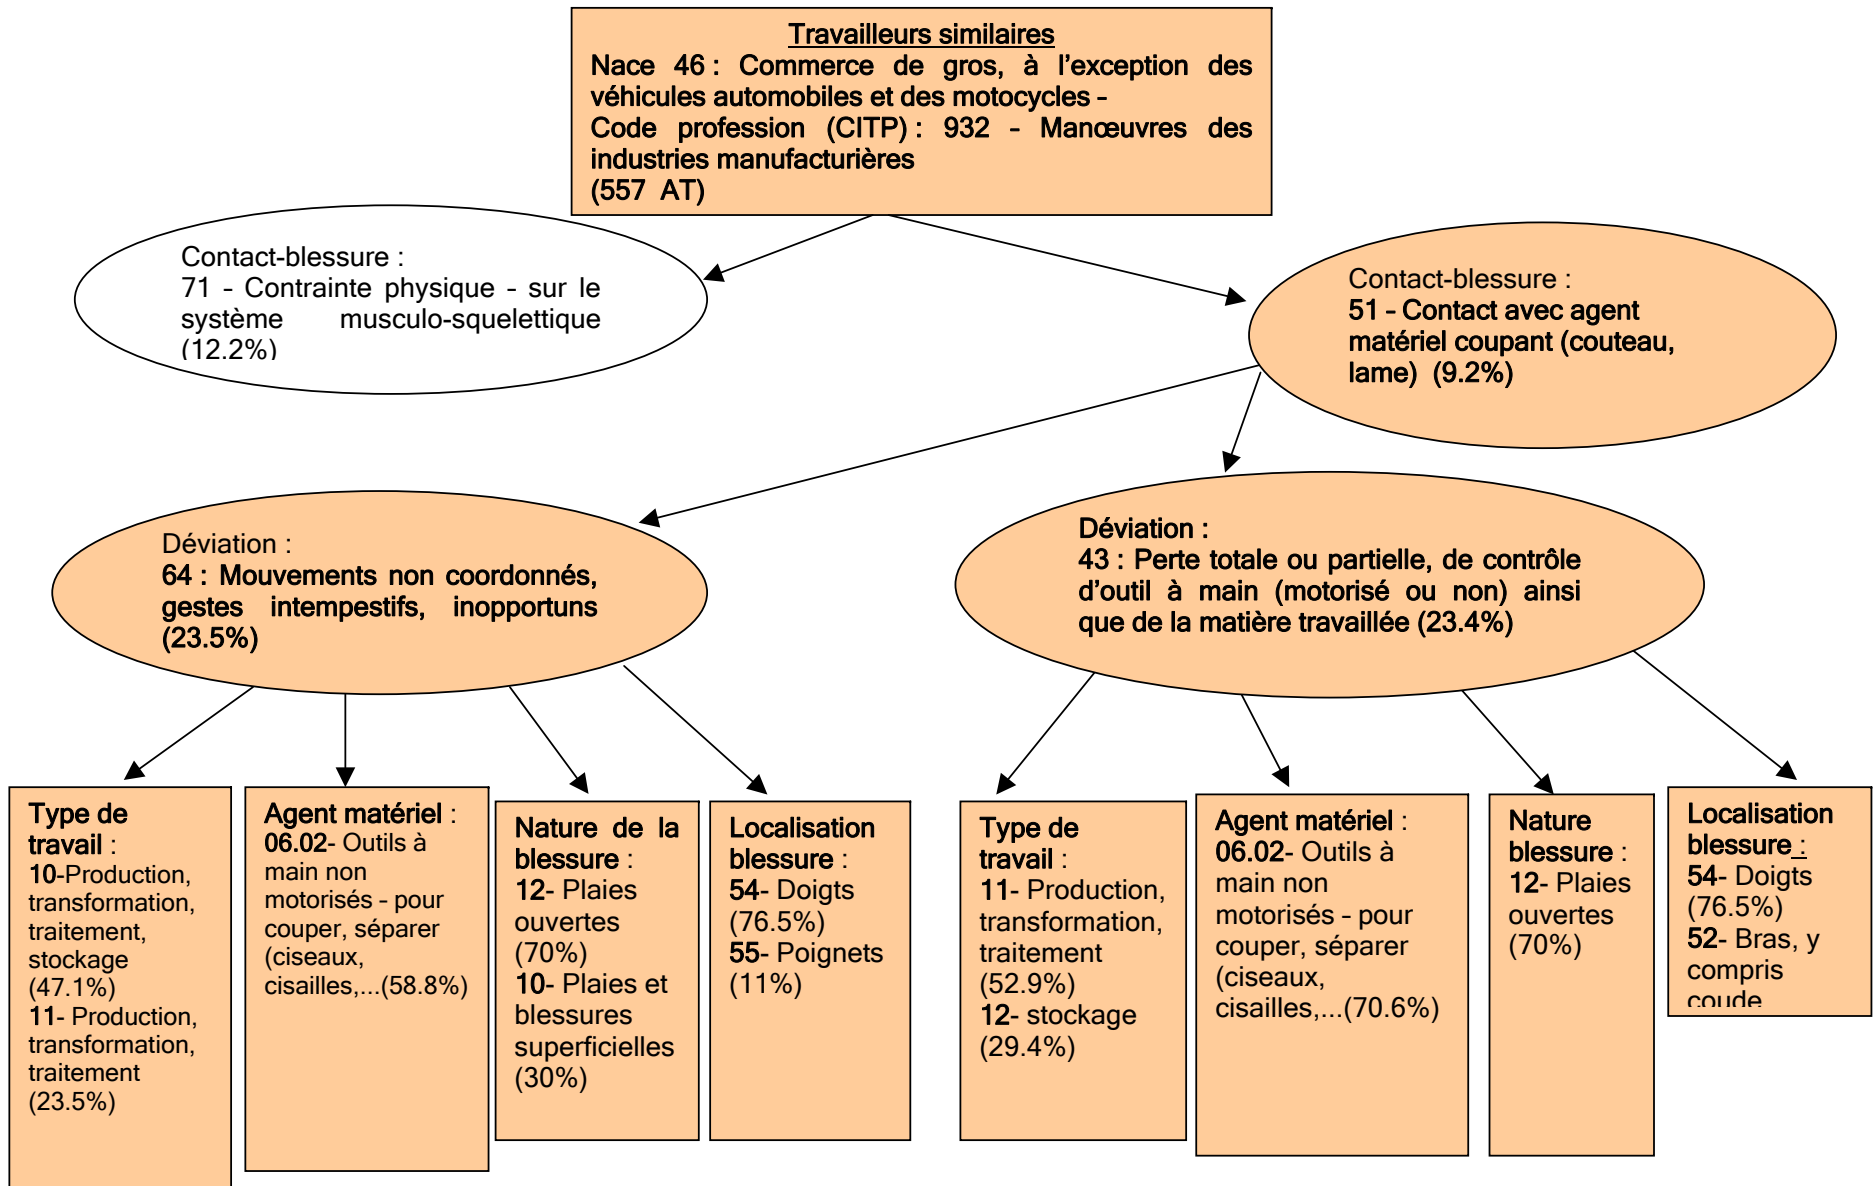 Travailleurs similaires
Nace 46 : Commerce de gros, à l'exception des
véhicules automobiles et des motocycles –
Code profession (CITP) : 932 – Manœuvres des
industries manufacturières
(557 AT)
Contact-blessure :
71 – Contrainte physique – sur le
système musculo-squelettique
(12.2%)
Contact-blessure :
51 – Contact avec agent
matériel coupant (couteau,
lame) (9.2%)
Déviation :
64 : Mouvements non coordonnés,
gestes intempestifs, inopportuns
(23.5%)
Déviation :
43 : Perte totale ou partielle, de contrôle
d'outil à main (motorisé ou non) ainsi
que de la matière travaillée (23.4%)
Type de
travail :
10-Production,
transformation,
traitement,
stockage
(47.1%)
11- Production,
transformation,
traitement
(23.5%)
Agent matériel :
06.02- Outils à
main non
motorisés – pour
couper, séparer
(ciseaux,
cisailles,...(58.8%)
Nature de la
blessure :
12- Plaies
ouvertes
(70%)
10- Plaies et
blessures
superficielles
(30%)
Localisation
blessure :
54- Doigts
(76.5%)
55- Poignets
(11%)
Type de
travail :
11- Production,
transformation,
traitement
(52.9%)
12- stockage
(29.4%)
Agent matériel :
06.02- Outils à
main non
motorisés – pour
couper, séparer
(ciseaux,
cisailles,...(70.6%)
Nature
blessure :
12- Plaies
ouvertes
(70%)
Localisation
blessure :
54- Doigts
(76.5%)
52- Bras, y
compris
coude